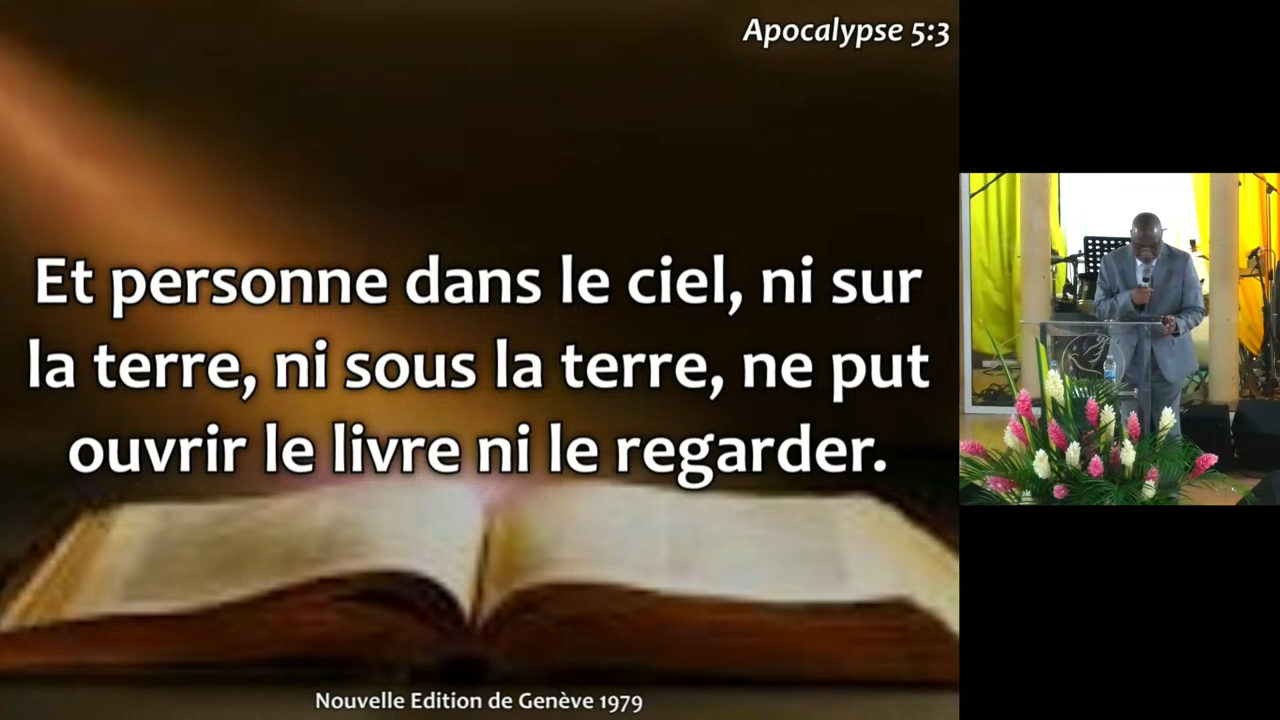 Apocalypse 5:3
Et personne dans le ciel, ni sur
la terre, ni sous la terre, ne put
ouvrir le livre ni le regarder.
Nouvelle Edition de Genève 1979